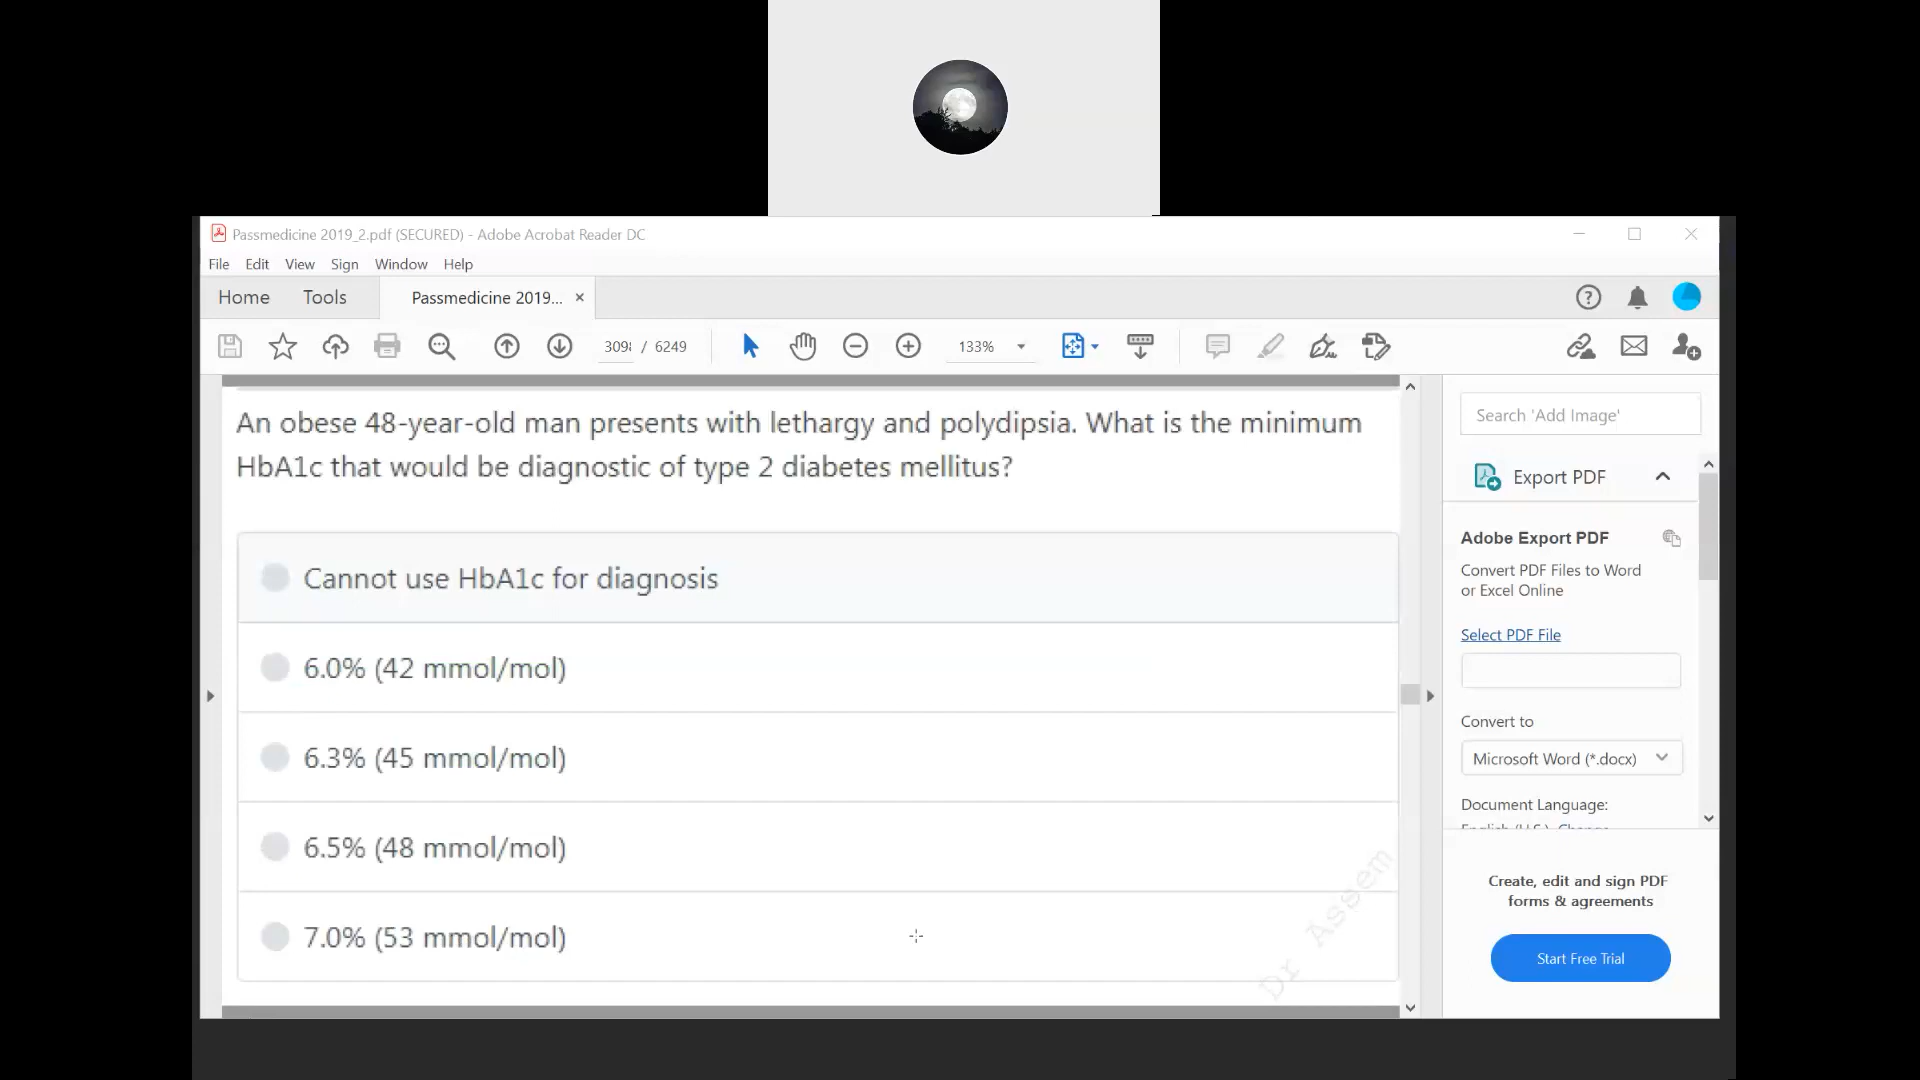 Passmedicine 2019_2.pdf (SECURED) - Adobe Acrobat Reader DC
File Edit View Sign Window Help
Home Tools Passmedicine 2019...
309 / 6249 133%
An obese 48-year-old man presents with lethargy and polydipsia. What is the minimum
HbA1c that would be diagnostic of type 2 diabetes mellitus?
Cannot use HbA1c for diagnosis
6.0% (42 mmol/mol)
6.3% (45 mmol/mol)
6.5% (48 mmol/mol)
7.0% (53 mmol/mol)
Dr Assem
Search 'Add Image'
Export PDF
Adobe Export PDF
Convert PDF Files to Word
or Excel Online
Select PDF File
Convert to
Microsoft Word (*.docx)
Document Language:
English (U.S.) Change
Create, edit and sign PDF
forms & agreements
Start Free Trial